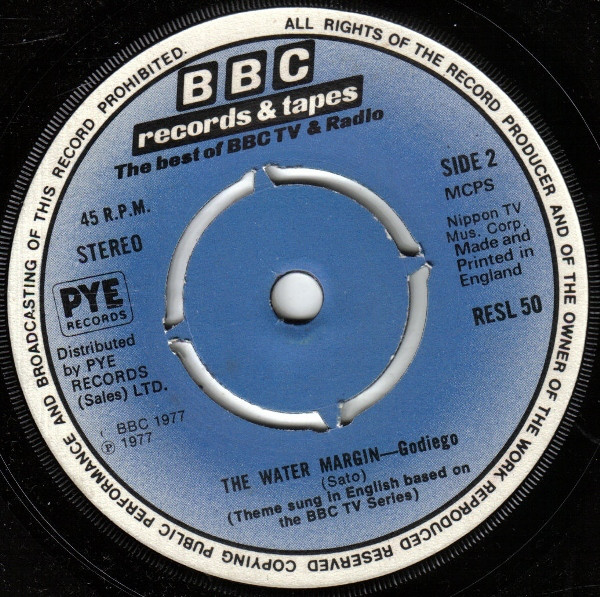 ALL RIGHTS OF THE RECORD PRODUCER AND OF THE OWNER OF THE WORK REPRODUCED RESERVED COPYING PUBLIC PERFORMANCE AND BROADCASTING OF THIS RECORD PROHIBITED.
BBC
records & tapes
The best of BBC TV & Radio
45 R.P.M.
STEREO
PYE
RECORDS
Distributed
by PYE
RECORDS
(Sales) LTD.
BBC 1977
Ⓟ 1977
SIDE 2
MCPS
Nippon TV
Mus. Corp.
Made and
Printed in
England
RESL 50
THE WATER MARGIN—Godiego
(Sato)
(Theme sung in English based on
the BBC TV Series)